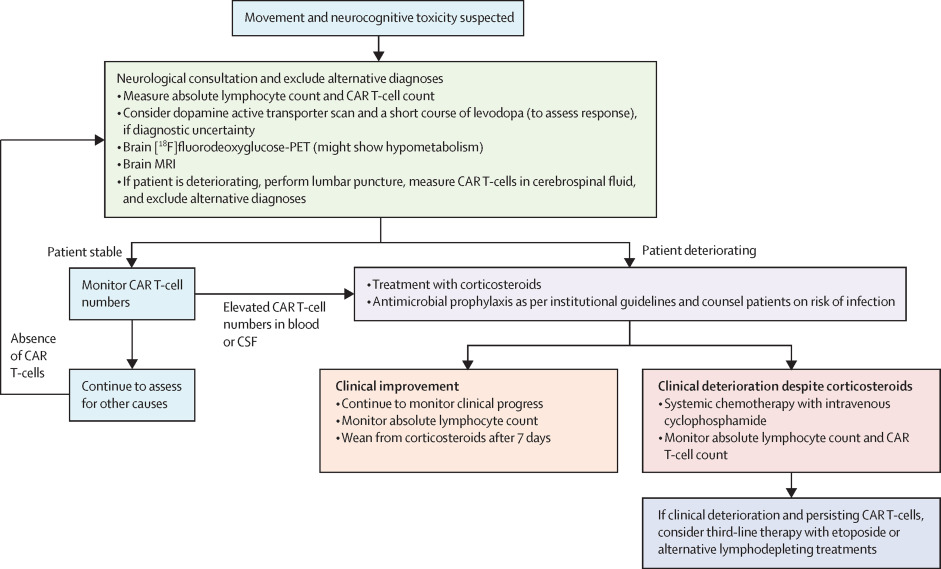 Movement and neurocognitive toxicity suspected
Neurological consultation and exclude alternative diagnoses
• Measure absolute lymphocyte count and CAR T-cell count
• Consider dopamine active transporter scan and a short course of levodopa (to assess response),
if diagnostic uncertainty
• Brain [18F]fluorodeoxyglucose-PET (might show hypometabolism)
• Brain MRI
• If patient is deteriorating, perform lumbar puncture, measure CAR T-cells in cerebrospinal fluid,
and exclude alternative diagnoses
Patient stable
Patient deteriorating
Monitor CAR T-cell
numbers
Elevated CAR T-cell
numbers in blood
or CSF
• Treatment with corticosteroids
• Antimicrobial prophylaxis as per institutional guidelines and counsel patients on risk of infection
Absence
of CAR
T-cells
Continue to assess
for other causes
Clinical improvement
• Continue to monitor clinical progress
• Monitor absolute lymphocyte count
• Wean from corticosteroids after 7 days
Clinical deterioration despite corticosteroids
• Systemic chemotherapy with intravenous
cyclophosphamide
• Monitor absolute lymphocyte count and CAR
T-cell count
If clinical deterioration and persisting CAR T-cells,
consider third-line therapy with etoposide or
alternative lymphodepleting treatments